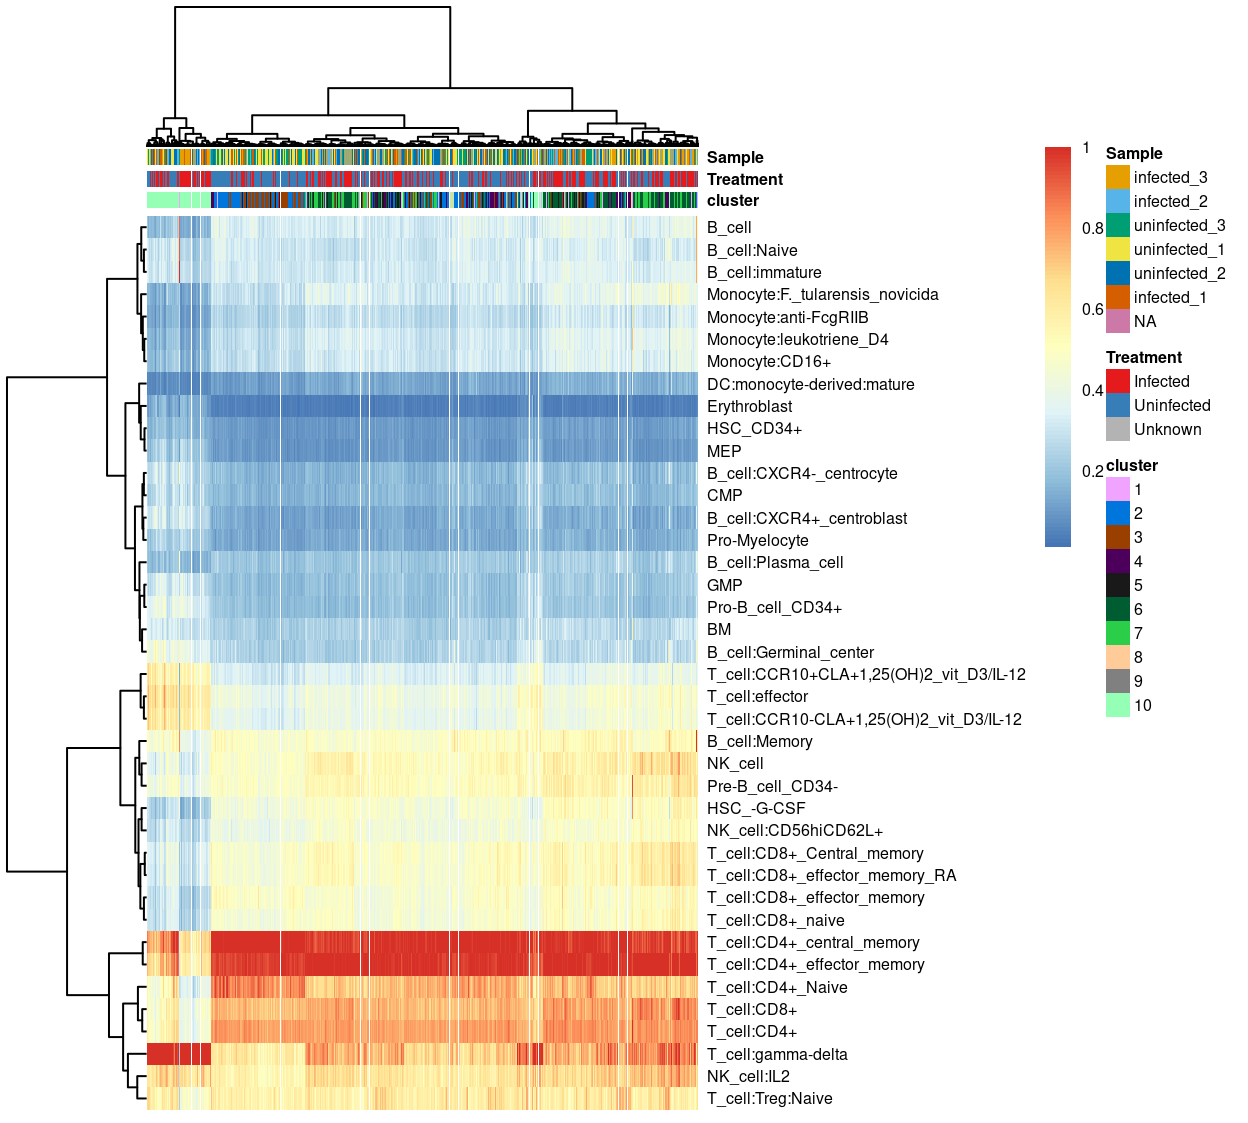 Sample
Treatment
cluster
B_cell
B_cell:Naive
B_cell:immature
Monocyte:F._tularensis_novicida
Monocyte:anti-FcgRIIB
Monocyte:leukotriene_D4
Monocyte:CD16+
DC:monocyte-derived:mature
Erythroblast
HSC_CD34+
MEP
B_cell:CXCR4-_centrocyte
CMP
B_cell:CXCR4+_centroblast
Pro-Myelocyte
B_cell:Plasma_cell
GMP
Pro-B_cell_CD34+
BM
B_cell:Germinal_center
T_cell:CCR10+CLA+1,25(OH)2_vit_D3/IL-12
T_cell:effector
T_cell:CCR10-CLA+1,25(OH)2_vit_D3/IL-12
B_cell:Memory
NK_cell
Pre-B_cell_CD34-
HSC_-G-CSF
NK_cell:CD56hiCD62L+
T_cell:CD8+_Central_memory
T_cell:CD8+_effector_memory_RA
T_cell:CD8+_effector_memory
T_cell:CD8+_naive
T_cell:CD4+_central_memory
T_cell:CD4+_effector_memory
T_cell:CD4+_Naive
T_cell:CD8+
T_cell:CD4+
T_cell:gamma-delta
NK_cell:IL2
T_cell:Treg:Naive
1
0.8
0.6
0.4
0.2
Sample
infected_3
infected_2
uninfected_3
uninfected_1
uninfected_2
infected_1
NA
Treatment
Infected
Uninfected
Unknown
cluster
1
2
3
4
5
6
7
8
9
10